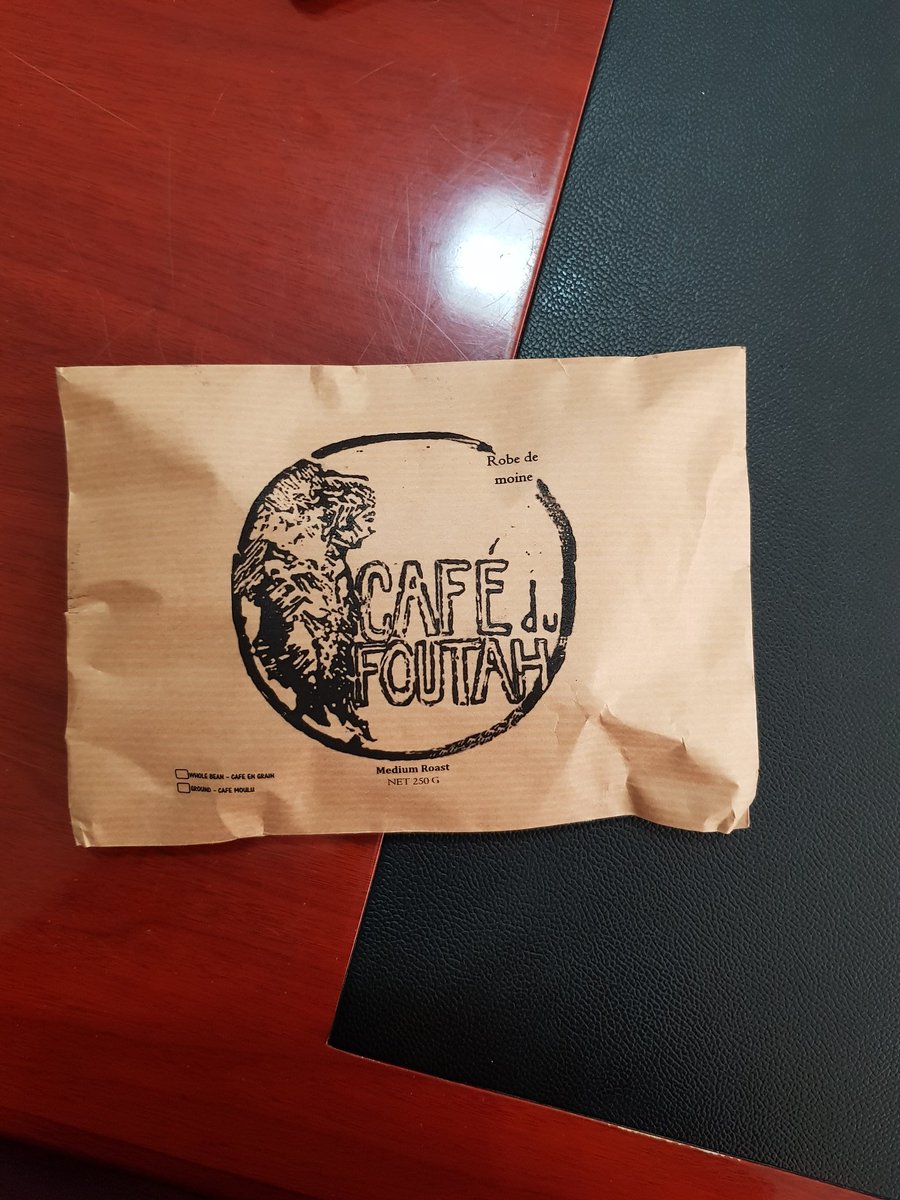 Robe de
moine
CAFÉ du
FOUTAH
Medium Roast
NET 250 G
WHOLE BEAN - CAFE EN GRAIN
GROUND - CAFE MOULU